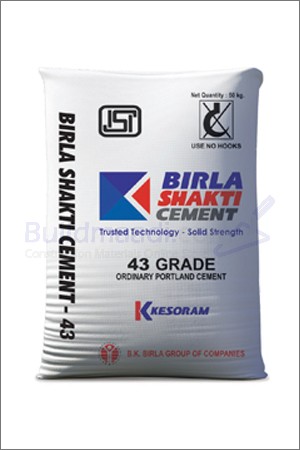 Net Quantity : 50 kg.
ISI
USE NO HOOKS
BIRLA
SHAKTI
CEMENT
Trusted Technology - Solid Strength
43 GRADE
ORDINARY PORTLAND CEMENT
KKESORAM
B.K. BIRLA GROUP OF COMPANIES
BIRLA SHAKTI CEMENT - 43